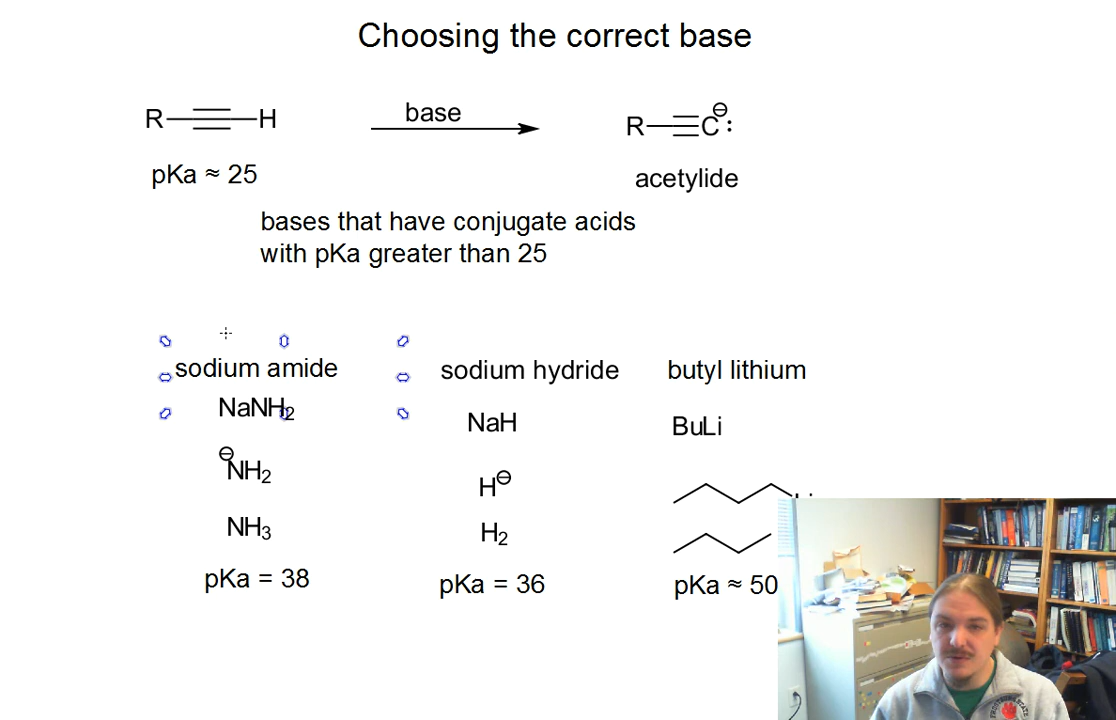 Choosing the correct base
R H
base
R C⊖:
pKa ≈ 25
acetylide
bases that have conjugate acids
with pKa greater than 25
sodium amide
sodium hydride
butyl lithium
NaNH₂
NaH
BuLi
⊖NH₂
H⊖
NH₃
H₂
pKa = 38
pKa = 36
pKa ≈ 50